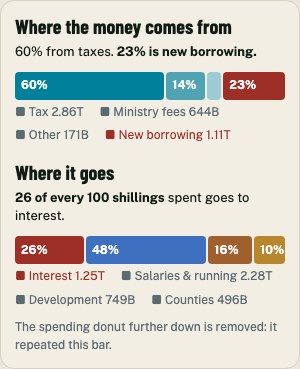 Where the money comes from
60% from taxes. 23% is new borrowing.
60% 14% 23%
Tax 2.86T Ministry fees 644B
Other 171B New borrowing 1.11T
Where it goes
26 of every 100 shillings spent goes to
interest.
26% 48% 16% 10%
Interest 1.25T Salaries & running 2.28T
Development 749B Counties 496B
The spending donut further down is removed: it
repeated this bar.